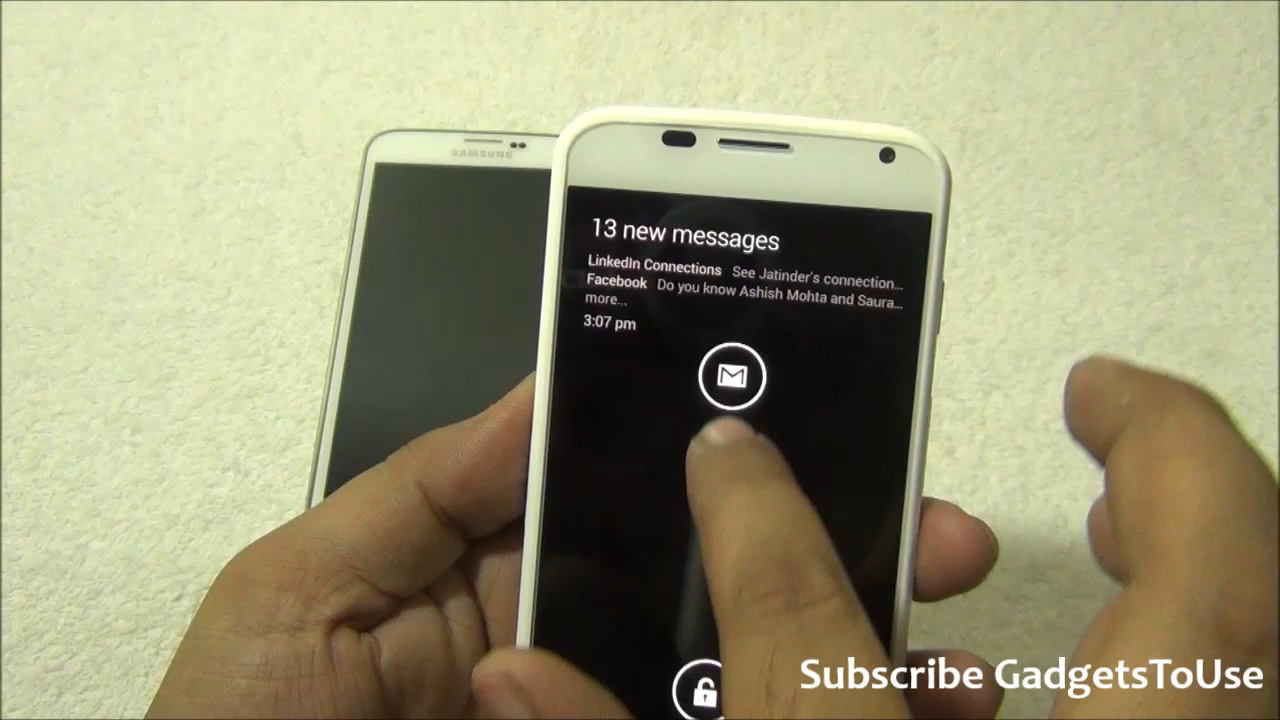 SAMSUNG
13 new messages
LinkedIn Connections See Jatinder's connection...
Facebook Do you know Ashish Mohta and Saura...
more...
3:07 pm
Subscribe GadgetsToUse